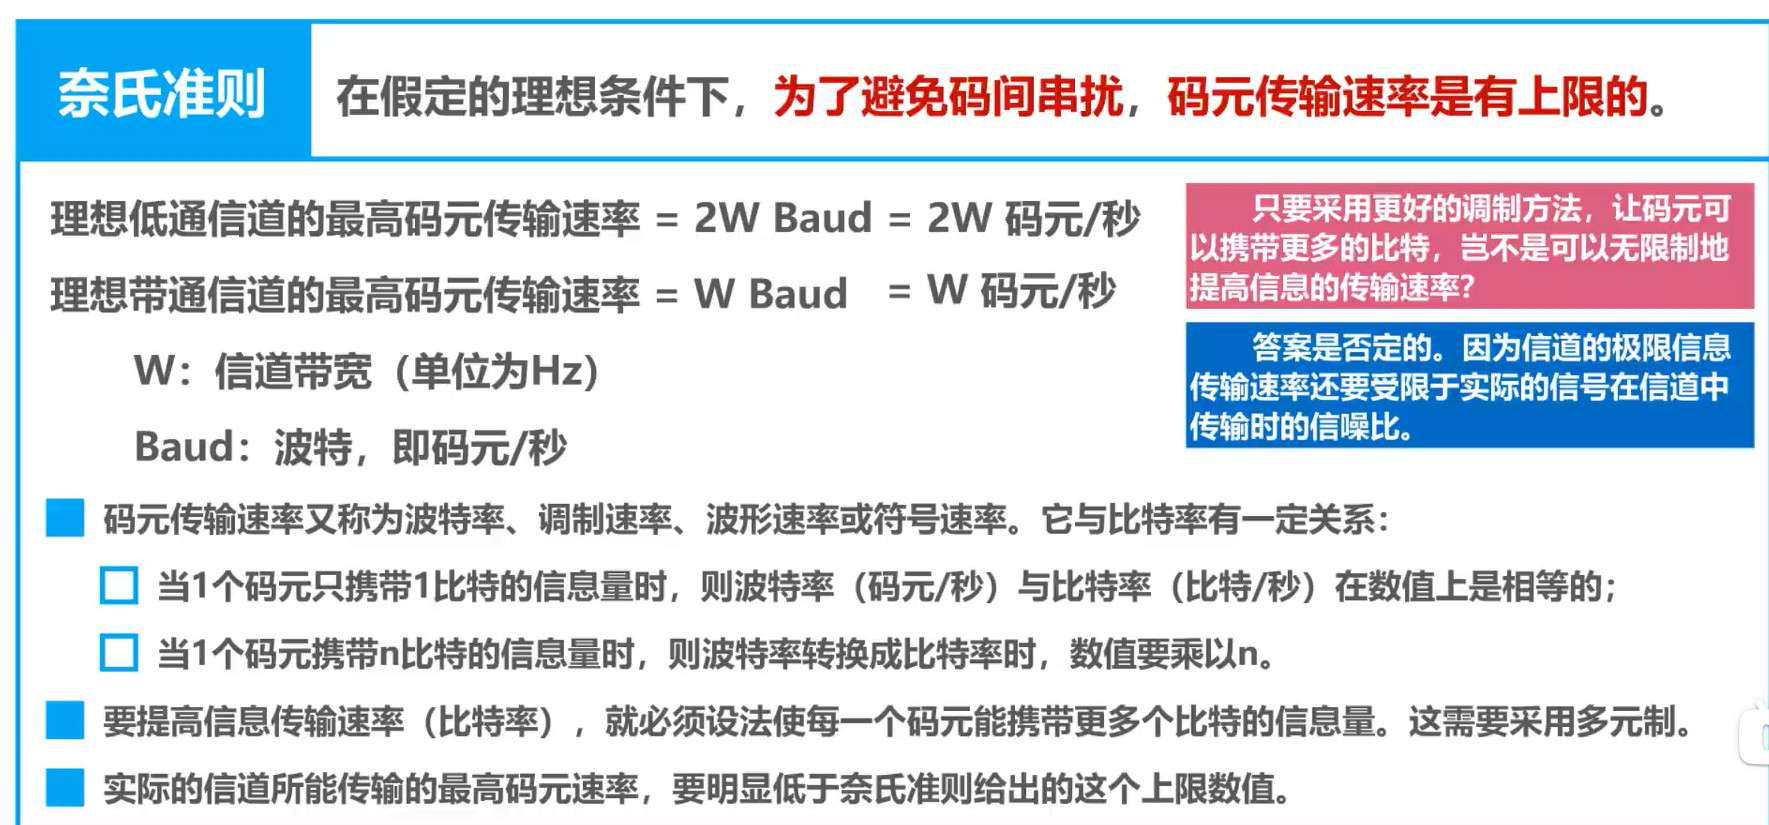 奈氏准则
在假定的理想条件下，为了避免码间串扰，码元传输速率是有上限的。
理想低通信道的最高码元传输速率 = 2W Baud = 2W 码元/秒
理想带通信道的最高码元传输速率 = W Baud = W 码元/秒
W：信道带宽（单位为Hz）
Baud：波特，即码元/秒
只要采用更好的调制方法，让码元可
以携带更多的比特，岂不是可以无限制地
提高信息的传输速率？
答案是否定的。因为信道的极限信息
传输速率还要受限于实际的信号在信道中
传输时的信噪比。
码元传输速率又称为波特率、调制速率、波形速率或符号速率。它与比特率有一定关系：
当1个码元只携带1比特的信息量时，则波特率（码元/秒）与比特率（比特/秒）在数值上是相等的；
当1个码元携带n比特的信息量时，则波特率转换成比特率时，数值要乘以n。
要提高信息传输速率（比特率），就必须设法使每一个码元能携带更多个比特的信息量。这需要采用多元制。
实际的信道所能传输的最高码元速率，要明显低于奈氏准则给出的这个上限数值。